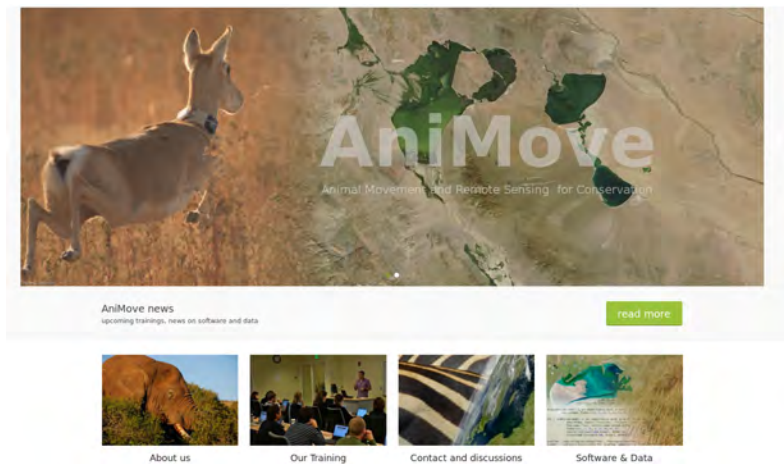 AniMove
Animal Movement and Remote Sensing for Conservation
AniMove news
upcoming trainings, news on software and data
read more
About us
Our Training
Contact and discussions
Software & Data